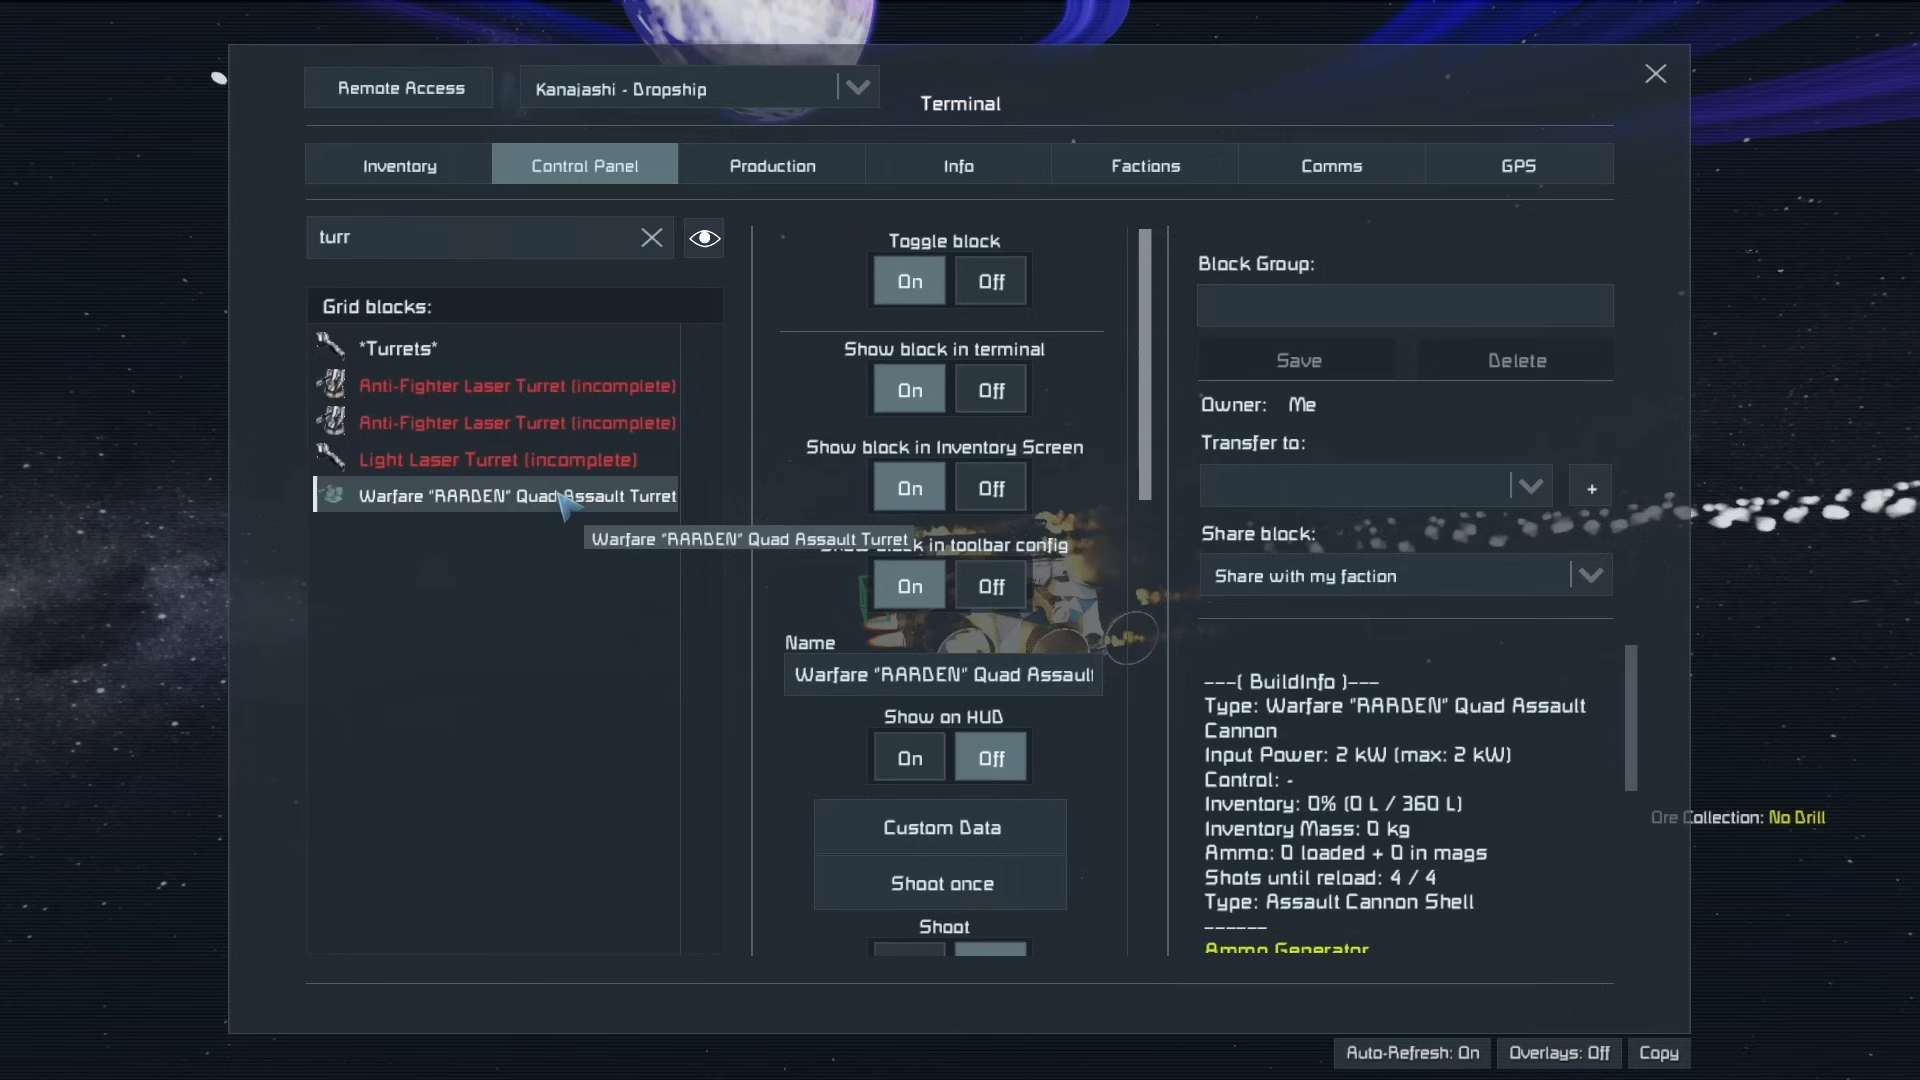 Remote Access
Kanajashi - Dropship
Terminal
Inventory
Control Panel
Production
Info
Factions
Comms
GPS
turr
Grid blocks:
*Turrets*
Anti-Fighter Laser Turret (incomplete)
Anti-Fighter Laser Turret (incomplete)
Light Laser Turret (incomplete)
Warfare "RARDEN" Quad Assault Turret
Warfare "RARDEN" Quad Assault Turret
Toggle block
On
Off
Show block in terminal
On
Off
Show block in Inventory Screen
On
Off
Show block in toolbar config
On
Off
Name
Warfare "RARDEN" Quad Assaul
Show on HUD
On
Off
Custom Data
Shoot once
Shoot
Block Group:
Save
Delete
Owner: Me
Transfer to:
+
Share block:
Share with my faction
---( BuildInfo )---
Type: Warfare "RARDEN" Quad Assault
Cannon
Input Power: 2 kW (max: 2 kW)
Control: -
Inventory: 0% (0 L / 360 L)
Inventory Mass: 0 kg
Ammo: 0 loaded + 0 in mags
Shots until reload: 4 / 4
Type: Assault Cannon Shell
------
Ammo Generator
Ore Collection: No Drill
Auto-Refresh: On
Overlays: Off
Copy